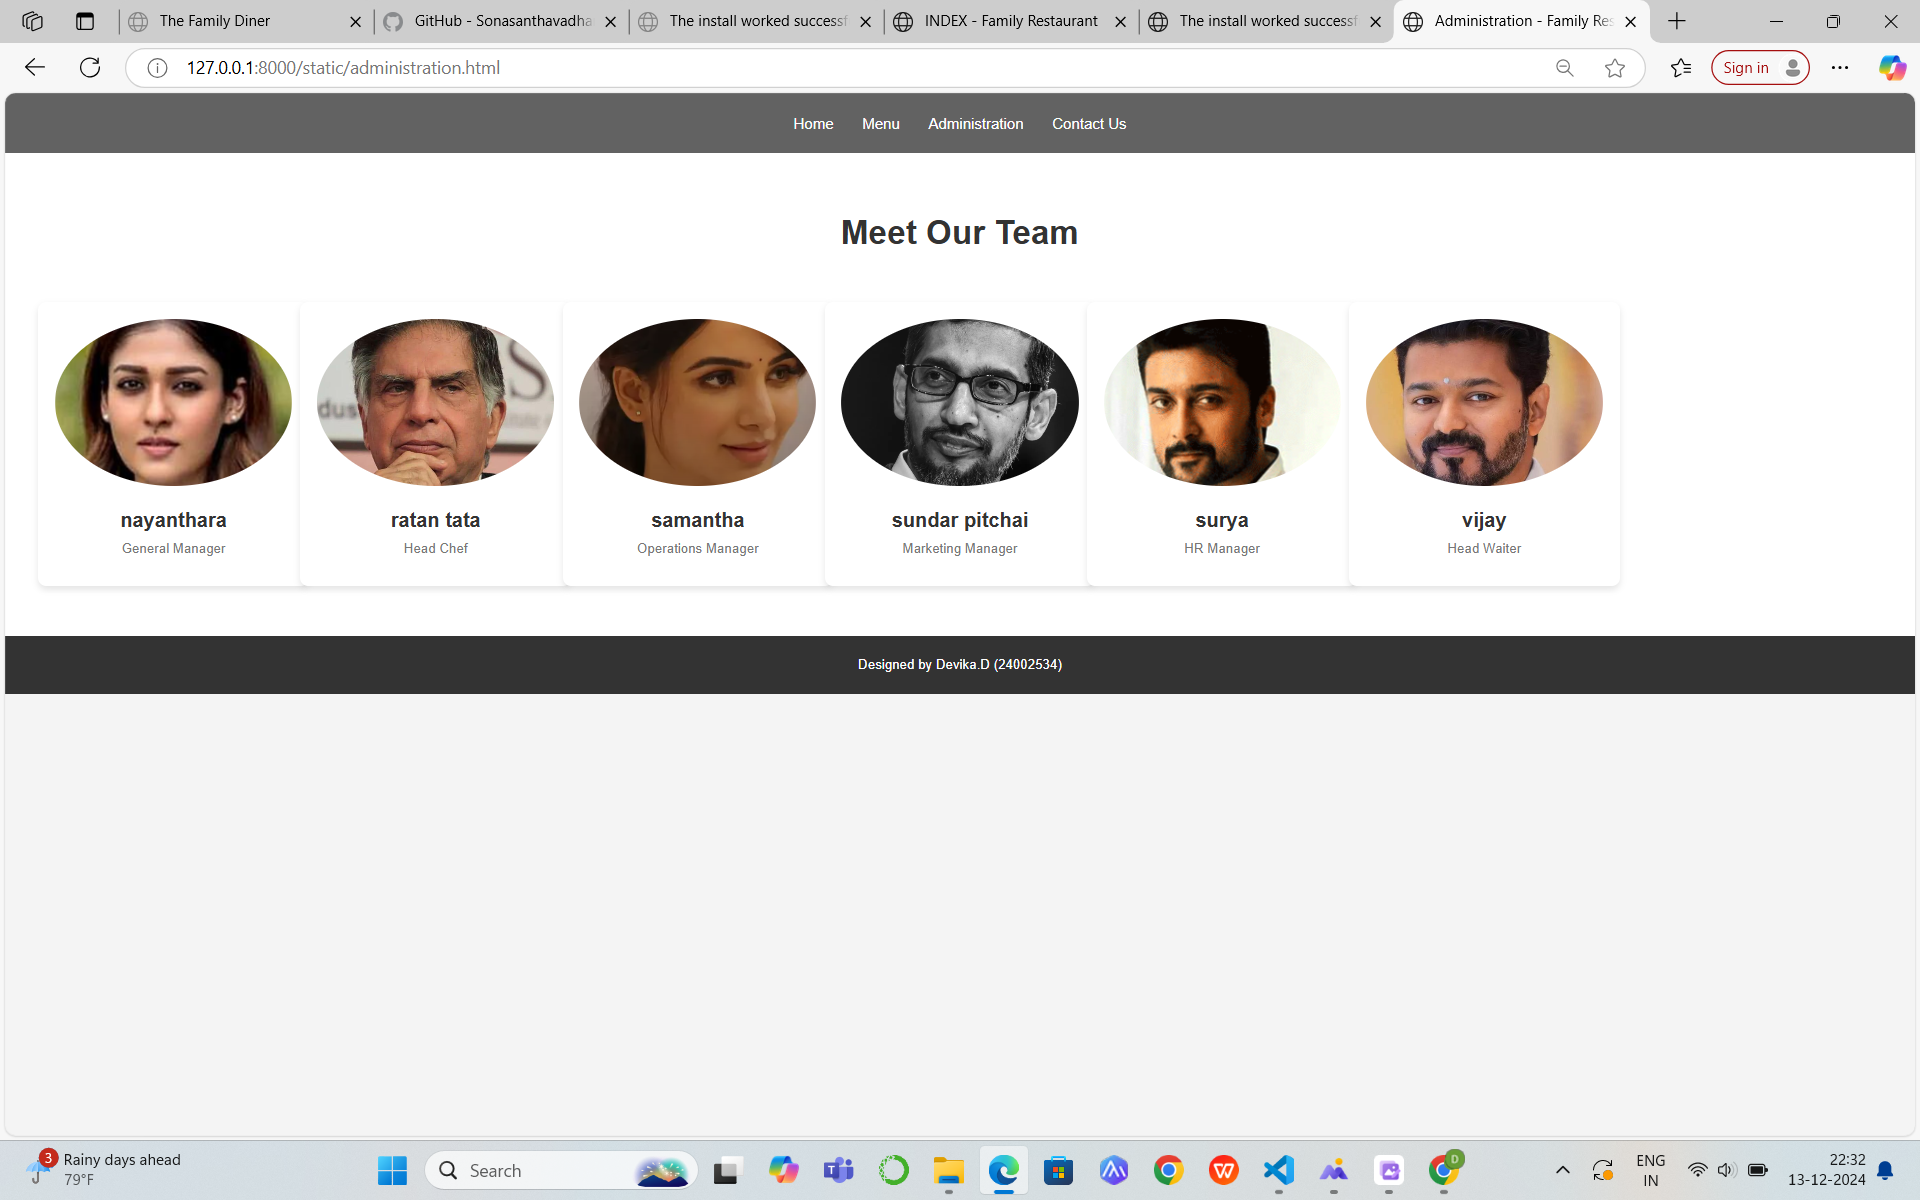 The Family Diner
GitHub - Sonasanthavadha
The install worked successf
INDEX - Family Restaurant
The install worked successf
Administration - Family Res
127.0.0.1:8000/static/administration.html
Sign in
Home Menu Administration Contact Us
Meet Our Team
dus S
nayanthara
General Manager
ratan tata
Head Chef
samantha
Operations Manager
sundar pitchai
Marketing Manager
surya
HR Manager
vijay
Head Waiter
Designed by Devika.D (24002534)
3
Rainy days ahead
79°F
Search
D
ENG
IN
22:32
13-12-2024